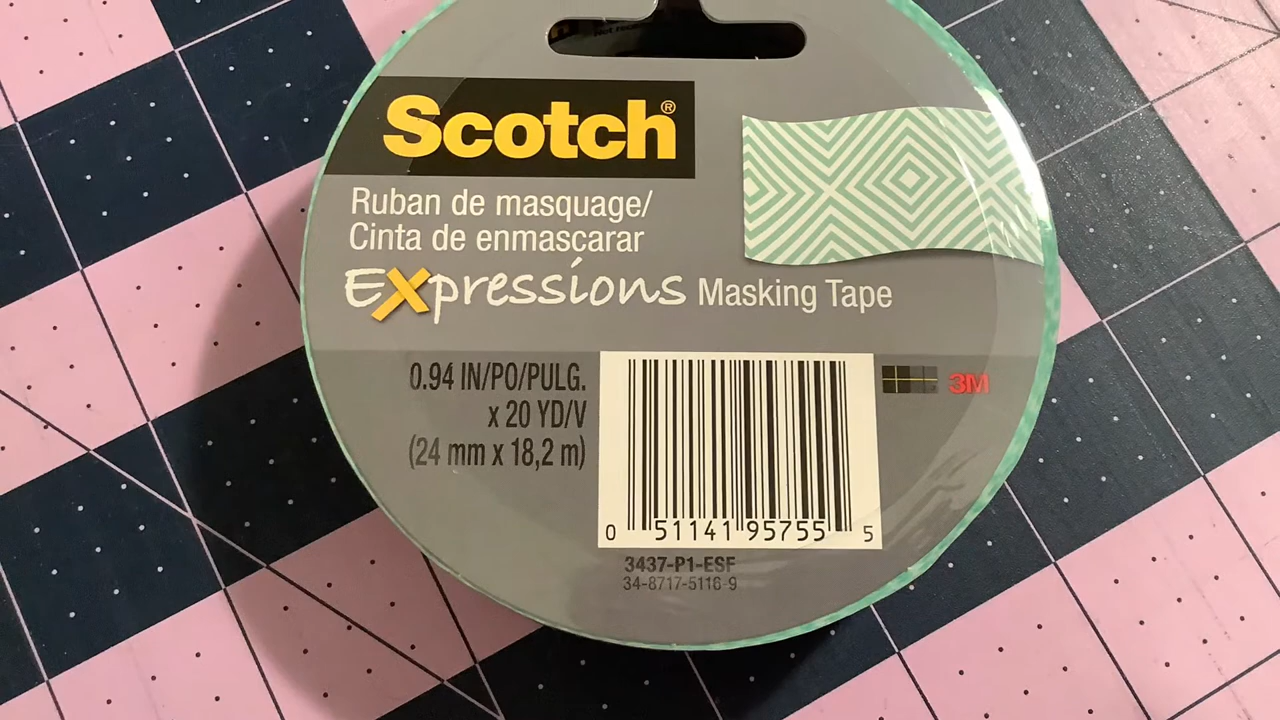 Scotch®
Ruban de masquage/
Cinta de enmascarar
Expressions Masking Tape
0.94 IN/PO/PULG.
x 20 YD/V
(24 mm x 18,2 m)
3M
0 51141 95755 5
3437-P1-ESF
34-8717-5116-9